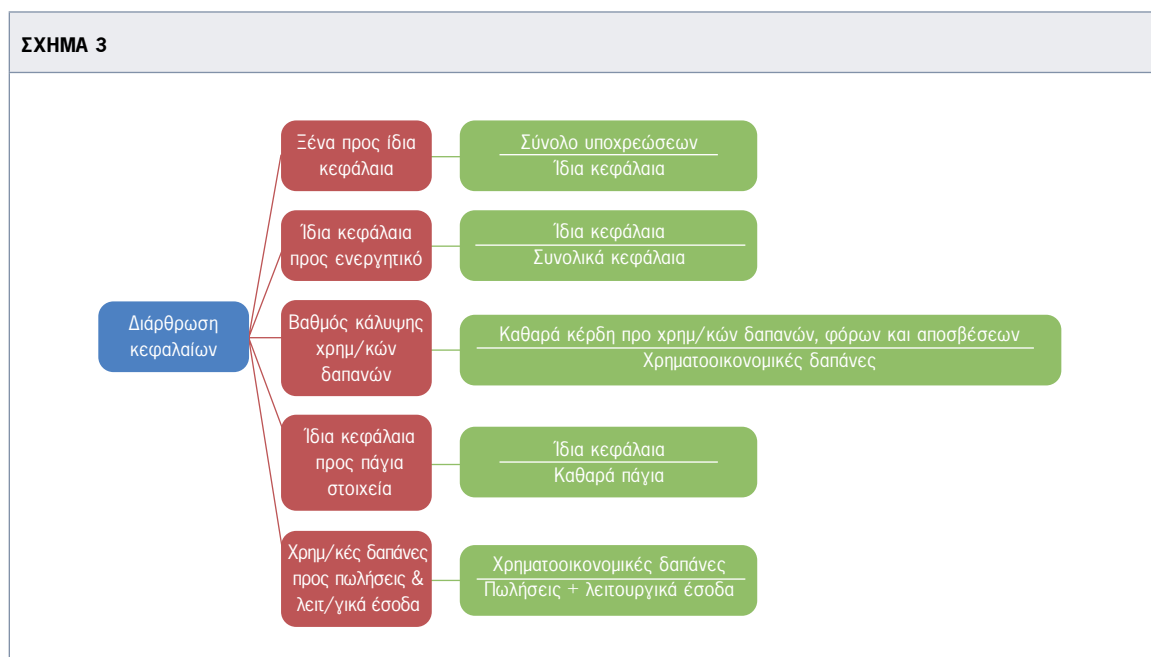 ΣΧΗΜΑ 3
Ξένα προς ίδια
κεφάλαια
Σύνολο υποχρεώσεων
Ίδια κεφάλαια
Ίδια κεφάλαια
προς ενεργητικό
Ίδια κεφάλαια
Συνολικά κεφάλαια
Διάρθρωση
κεφαλαίων
Βαθμός κάλυψης
χρημ/κών
δαπανών
Καθαρά κέρδη προ χρημ/κών δαπανών, φόρων και αποσβέσεων
Χρηματοοικονομικές δαπάνες
Ίδια κεφάλαια
προς πάγια
στοιχεία
Ίδια κεφάλαια
Καθαρά πάγια
Χρημ/κές δαπάνες
προς πωλήσεις &
λειτ/γικά έσοδα
Χρηματοοικονομικές δαπάνες
Πωλήσεις + λειτουργικά έσοδα